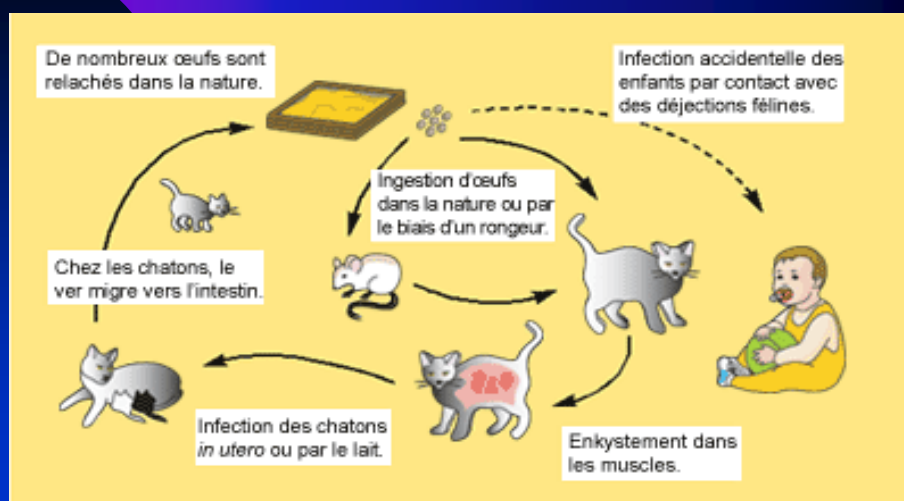 De nombreux œufs sont
relachés dans la nature.
Infection accidentelle des
enfants par contact avec
des déjections félines.
Ingestion d'œufs
dans la nature ou par
le biais d'un rongeur.
Chez les chatons, le
ver migre vers l'intestin.
Infection des chatons
in utero ou par le lait.
Enkystement dans
les muscles.